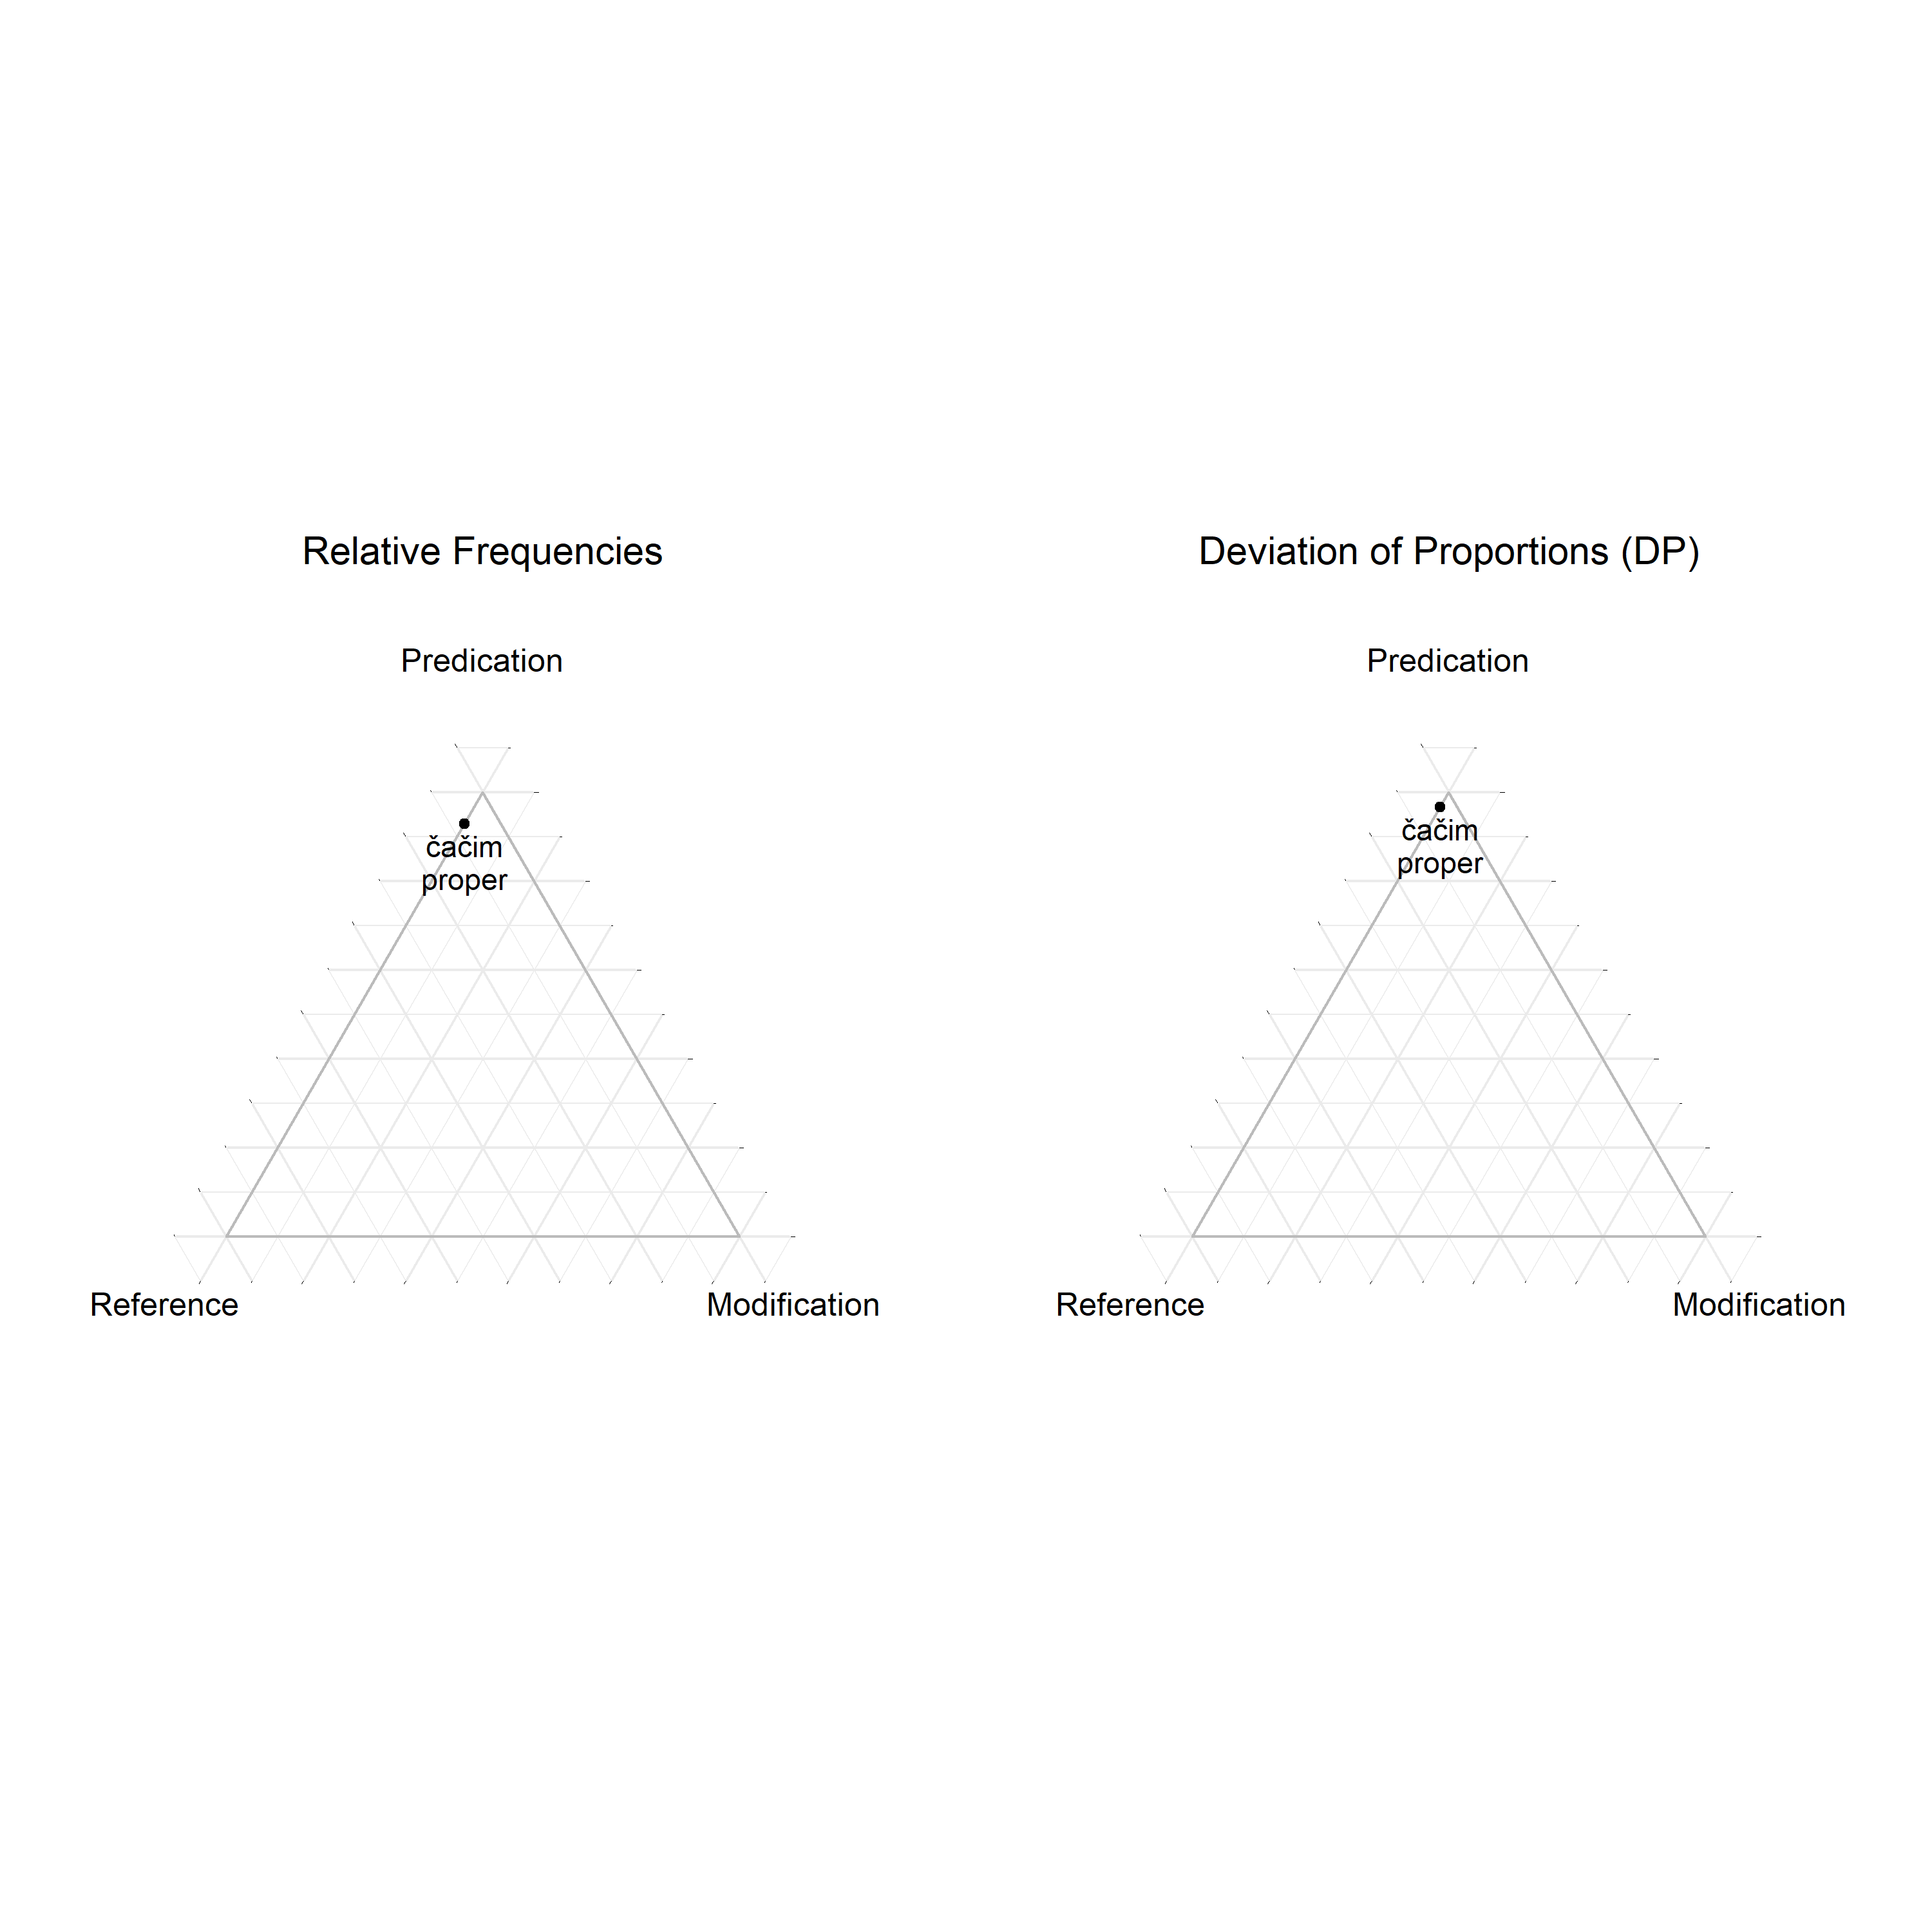 Relative Frequencies
Predication
čačim
proper
Reference
Modification
Deviation of Proportions (DP)
Predication
čačim
proper
Reference
Modification